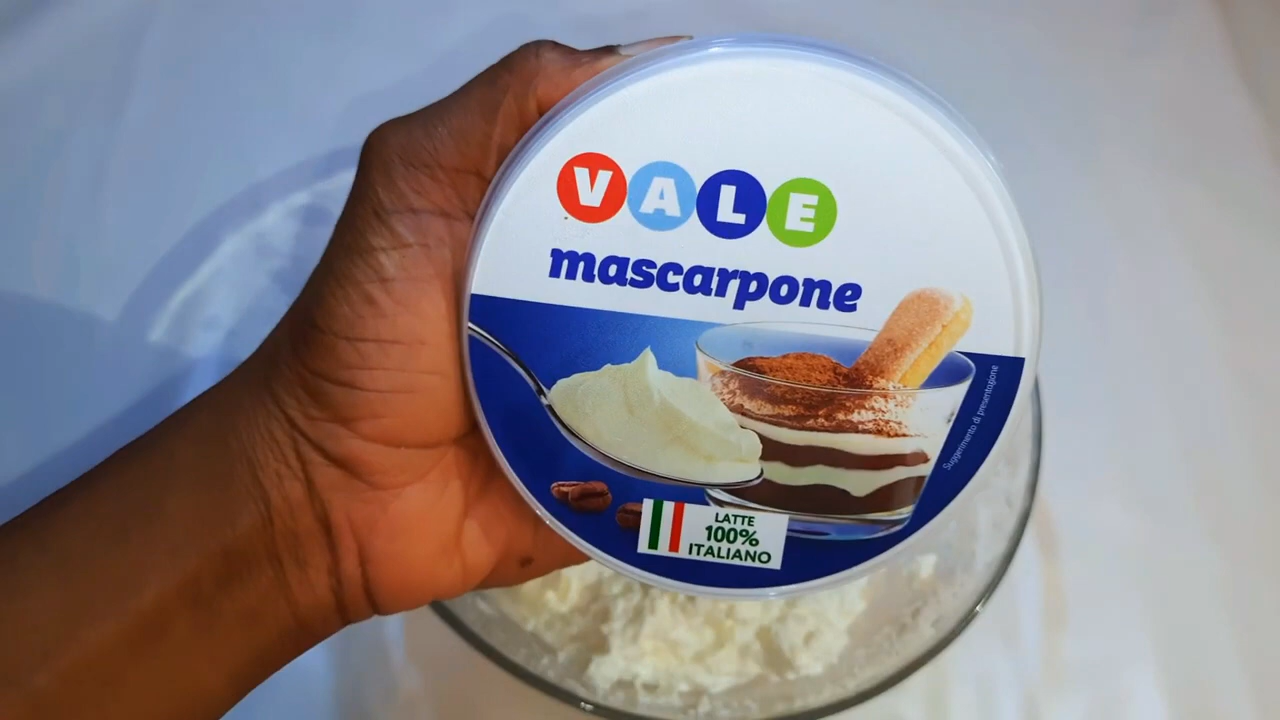 VALE
mascarpone
Suggerimento di presentazione
LATTE
100%
ITALIANO